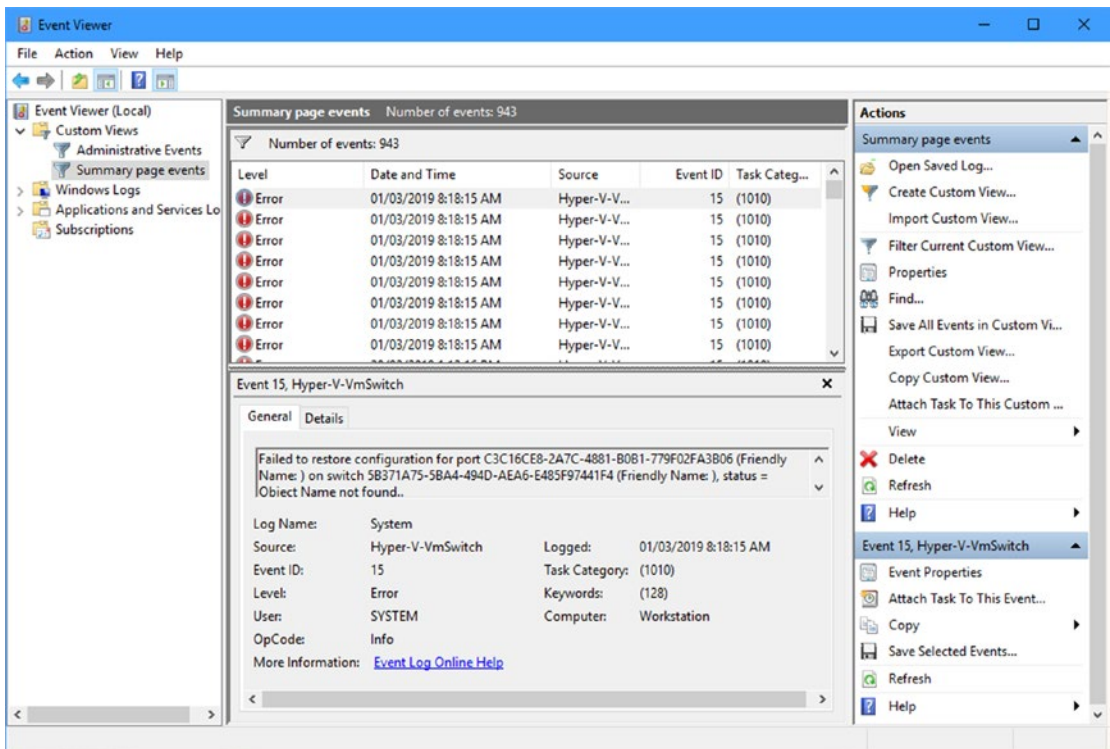 Event Viewer
File Action View Help
Event Viewer (Local)
Custom Views
Administrative Events
Summary page events
Windows Logs
Applications and Services Lo
Subscriptions
Summary page events Number of events: 943
Number of events: 943
Level Date and Time Source Event ID Task Categ...
Error 01/03/2019 8:18:15 AM Hyper-V-V... 15 (1010)
Error 01/03/2019 8:18:15 AM Hyper-V-V... 15 (1010)
Error 01/03/2019 8:18:15 AM Hyper-V-V... 15 (1010)
Error 01/03/2019 8:18:15 AM Hyper-V-V... 15 (1010)
Error 01/03/2019 8:18:15 AM Hyper-V-V... 15 (1010)
Error 01/03/2019 8:18:15 AM Hyper-V-V... 15 (1010)
Error 01/03/2019 8:18:15 AM Hyper-V-V... 15 (1010)
Error 01/03/2019 8:18:15 AM Hyper-V-V... 15 (1010)
Event 15, Hyper-V-VmSwitch
General Details
Failed to restore configuration for port C3C16CE8-2A7C-4881-B0B1-779F02FA3B06 (Friendly
Name: ) on switch 5B371A75-5BA4-494D-AEA6-E485F97441F4 (Friendly Name: ), status =
Object Name not found..
Log Name: System
Source: Hyper-V-VmSwitch Logged: 01/03/2019 8:18:15 AM
Event ID: 15 Task Category: (1010)
Level: Error Keywords: (128)
User: SYSTEM Computer: Workstation
OpCode: Info
More Information: Event Log Online Help
Actions
Summary page events
Open Saved Log...
Create Custom View...
Import Custom View...
Filter Current Custom View...
Properties
Find...
Save All Events in Custom Vi...
Export Custom View...
Copy Custom View...
Attach Task To This Custom ...
View
Delete
Refresh
Help
Event 15, Hyper-V-VmSwitch
Event Properties
Attach Task To This Event...
Copy
Save Selected Events...
Refresh
Help